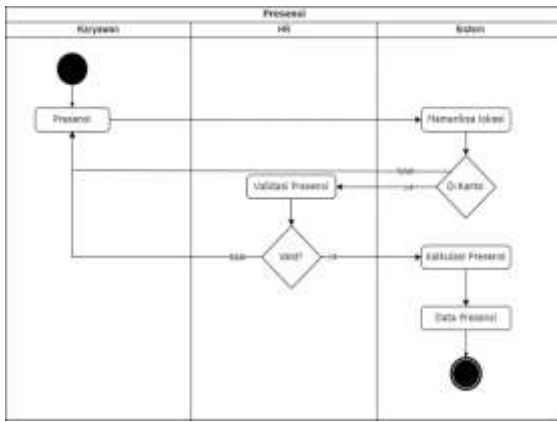 Presensi
Karyawan
HR
Sistem
Presensi
Memeriksa lokasi
Di Kantor
tidak
ya
Validasi Presensi
Valid?
tidak
ya
Kalkulasi Presensi
Data Presensi